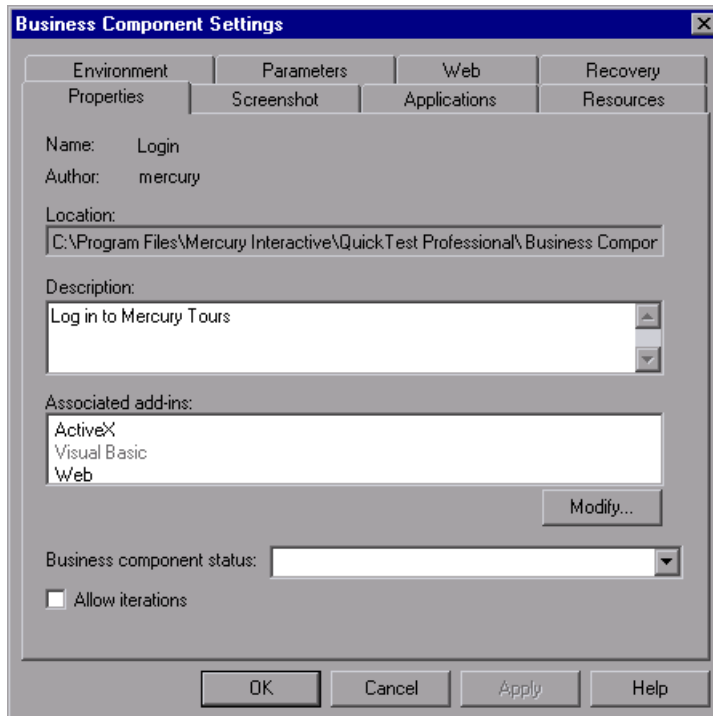 Business Component Settings
Environment Parameters Web Recovery
Properties Screenshot Applications Resources
Name: Login
Author: mercury
Location:
C:\Program Files\Mercury Interactive\QuickTest Professional\ Business Compor
Description:
Log in to Mercury Tours
Associated add-ins:
ActiveX
Visual Basic
Web
Modify...
Business component status:
Allow iterations
OK Cancel Apply Help